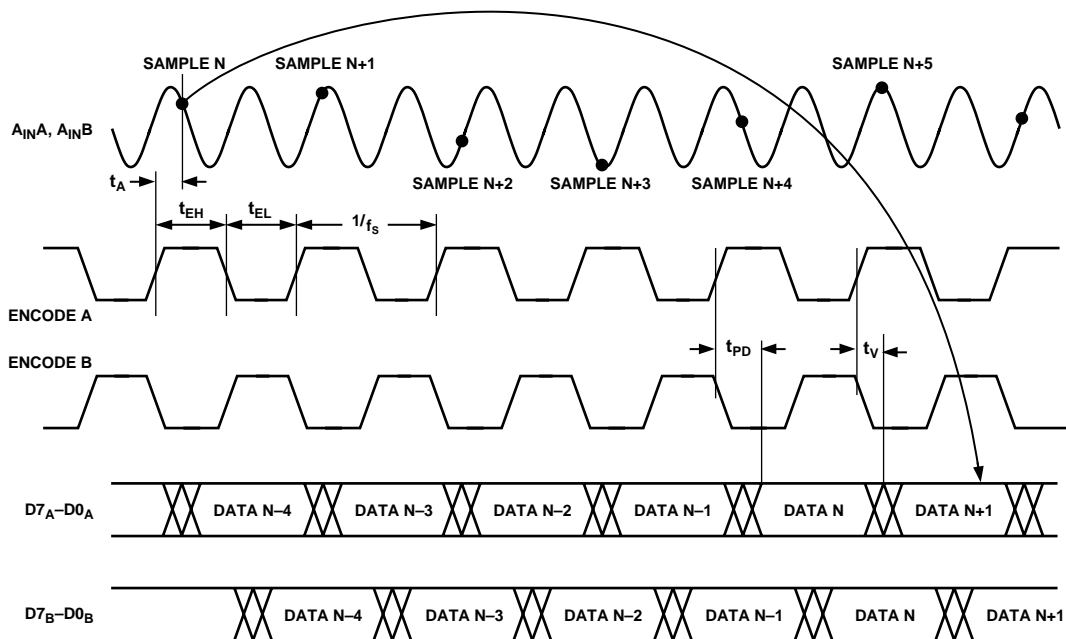 SAMPLE N
SAMPLE N+1
SAMPLE N+5
AINA, AINB
SAMPLE N+2
SAMPLE N+3
SAMPLE N+4
tA
tEH
tEL
1/fS
ENCODE A
ENCODE B
tPD
tV
D7A–D0A
DATA N–4
DATA N–3
DATA N–2
DATA N–1
DATA N
DATA N+1
D7B–D0B
DATA N–4
DATA N–3
DATA N–2
DATA N–1
DATA N
DATA N+1